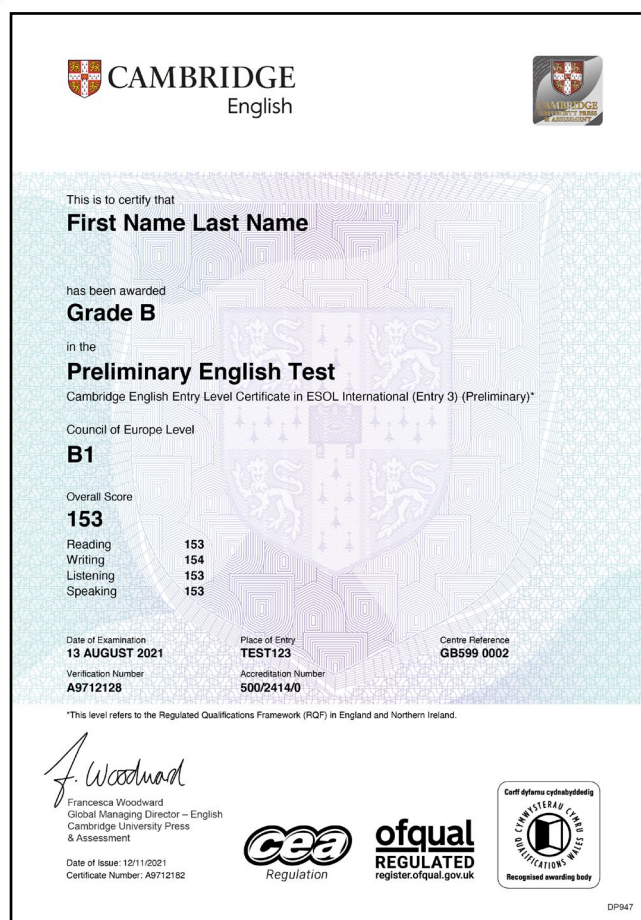 CAMBRIDGE
English
CAMBRIDGE
UNIVERSITY PRESS
& ASSESSMENT
This is to certify that
First Name Last Name
has been awarded
Grade B
in the
Preliminary English Test
Cambridge English Entry Level Certificate in ESOL International (Entry 3) (Preliminary)*
Council of Europe Level
B1
Overall Score
153
Reading 153
Writing 154
Listening 153
Speaking 153
Date of Examination Place of Entry Centre Reference
13 AUGUST 2021 TEST123 GB599 0002
Verification Number Accreditation Number
A9712128 500/2414/0
*This level refers to the Regulated Qualifications Framework (RQF) in England and Northern Ireland.
F. Woodward
Francesca Woodward
Global Managing Director – English
Cambridge University Press
& Assessment
Date of Issue: 12/11/2021
Certificate Number: A9712182
cea
Regulation
ofqual
REGULATED
register.ofqual.gov.uk
Corff dyfarnu cydnabyddedig
CYMWYSTERAU CYMRU
QUALIFICATIONS WALES
Recognised awarding body
DP947